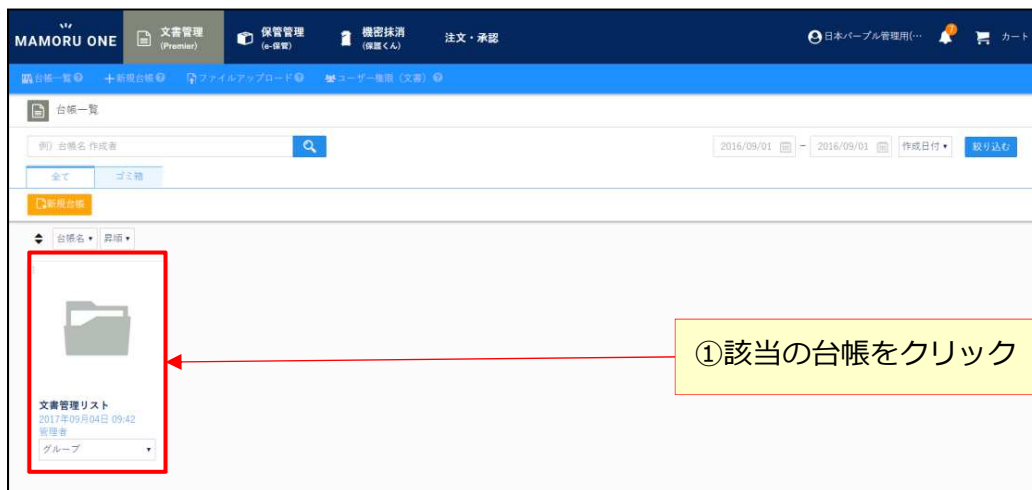 MAMORU ONE
文書管理
(Premier)
保管管理
(e-保管)
機密抹消
(保護くん)
注文・承認
日本パープル管理用(…
カート
台帳一覧
新規台帳
ファイルアップロード
ユーザー権限（文書）
台帳一覧
例）台帳名 作成者
2016/09/01 - 2016/09/01 作成日付 絞り込む
全て ゴミ箱
新規台帳
台帳名 昇順
①該当の台帳をクリック
文書管理リスト
2017年09月04日 09:42
管理者
グループ